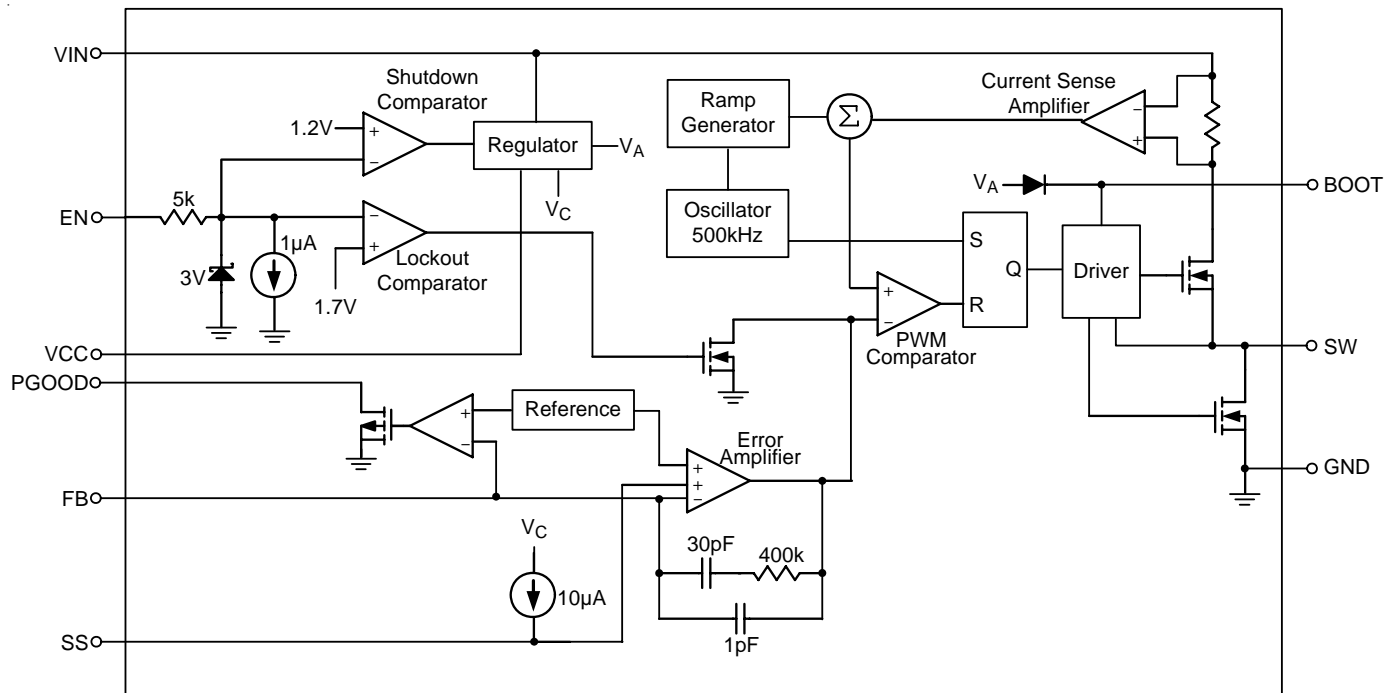 VIN
Shutdown
Comparator
1.2V
+
−
Regulator
VA
VC
Ramp
Generator
Σ
Current Sense
Amplifier
−
+
VA
BOOT
EN
5k
3V
1µA
−
+
1.7V
Lockout
Comparator
Oscillator
500kHz
S
R
Q
Driver
+
−
PWM
Comparator
VCC
SW
PGOOD
+
−
Reference
Error
Amplifier
+
+
−
GND
FB
VC
10µA
30pF
400k
1pF
SS